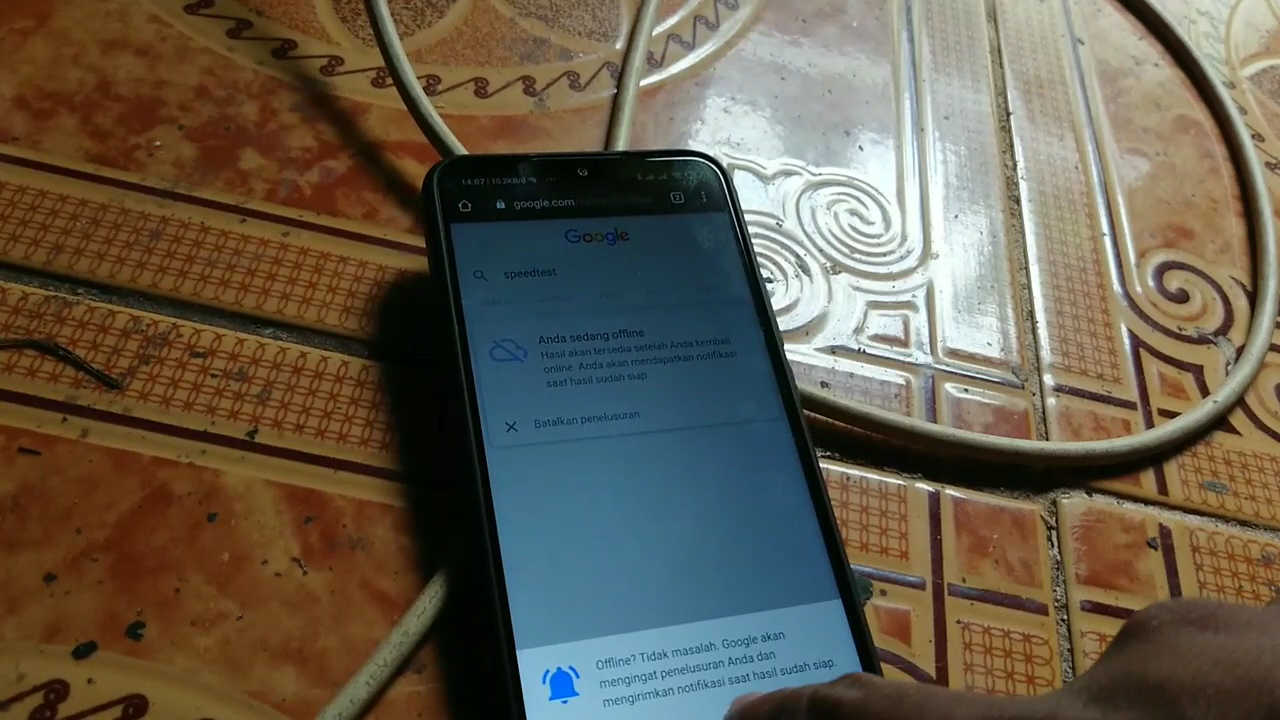 14:07 | 10.2KB/s
google.com
Google
speedtest
Anda sedang offline
Hasil akan tersedia setelah Anda kembali
online. Anda akan mendapatkan notifikasi
saat hasil sudah siap
Batalkan penelusuran
Offline? Tidak masalah. Google akan
mengingat penelusuran Anda dan
mengirimkan notifikasi saat hasil sudah siap.